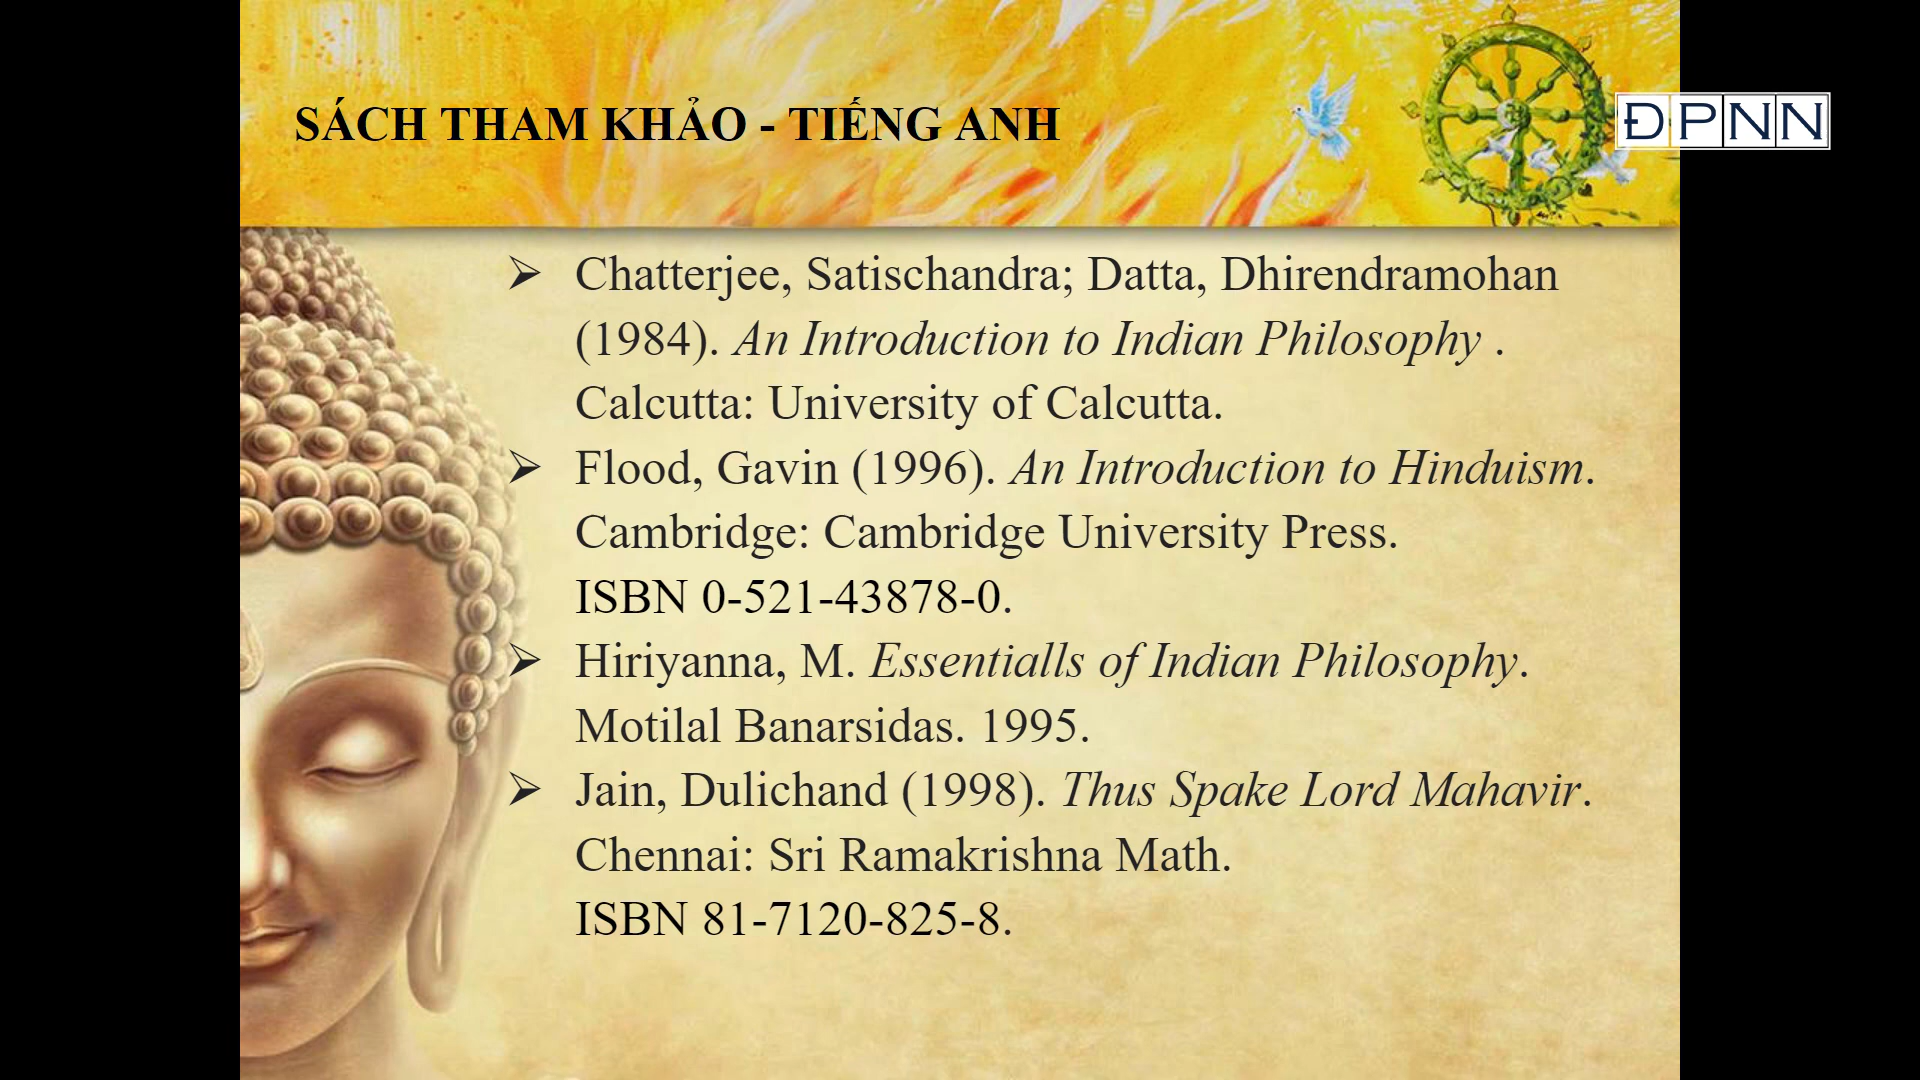 SÁCH THAM KHẢO - TIẾNG ANH
ĐPNN
➢ Chatterjee, Satischandra; Datta, Dhirendramohan
(1984). An Introduction to Indian Philosophy .
Calcutta: University of Calcutta.
➢ Flood, Gavin (1996). An Introduction to Hinduism.
Cambridge: Cambridge University Press.
ISBN 0-521-43878-0.
➢ Hiriyanna, M. Essentialls of Indian Philosophy.
Motilal Banarsidas. 1995.
➢ Jain, Dulichand (1998). Thus Spake Lord Mahavir.
Chennai: Sri Ramakrishna Math.
ISBN 81-7120-825-8.